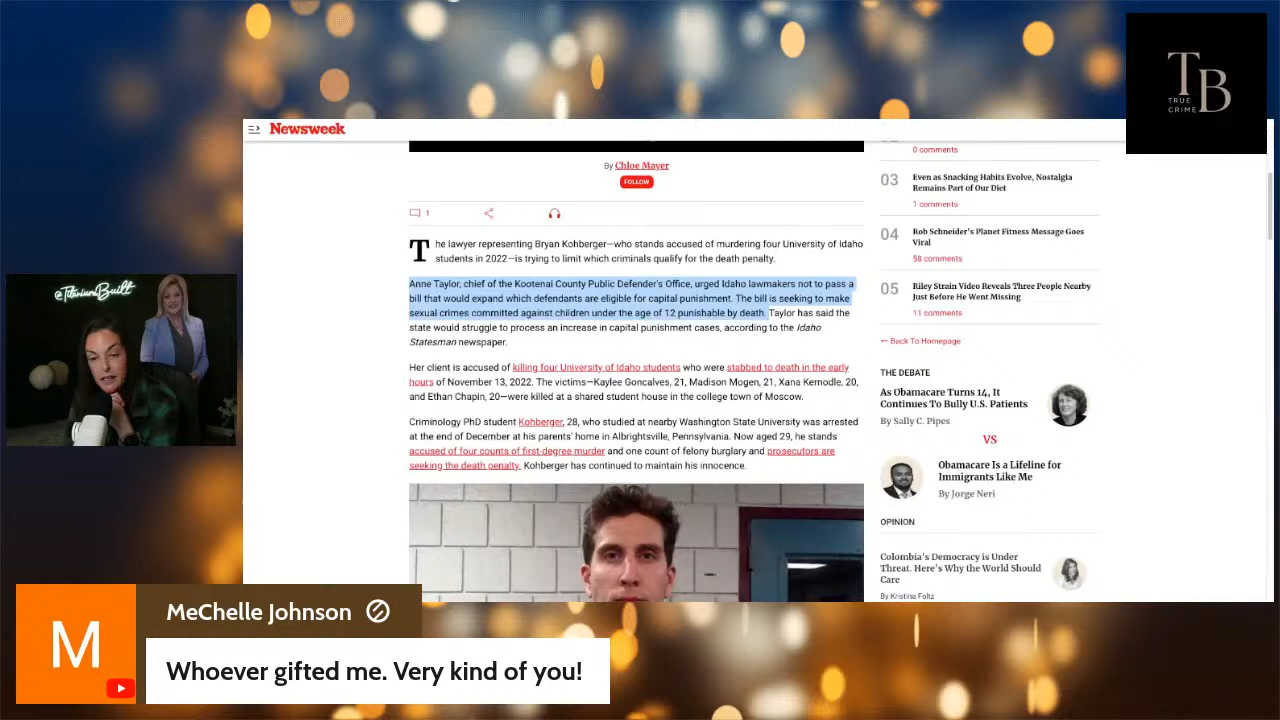 TB
TRUE
CRIME
Newsweek
By Chloe Mayer
FOLLOW
1
The lawyer representing Bryan Kohberger—who stands accused of murdering four University of Idaho
students in 2022—is trying to limit which criminals qualify for the death penalty.
Anne Taylor, chief of the Kootenai County Public Defender's Office, urged Idaho lawmakers not to pass a
bill that would expand which defendants are eligible for capital punishment. The bill is seeking to make
sexual crimes committed against children under the age of 12 punishable by death. Taylor has said the
state would struggle to process an increase in capital punishment cases, according to the Idaho
Statesman newspaper.
Her client is accused of killing four University of Idaho students who were stabbed to death in the early
hours of November 13, 2022. The victims—Kaylee Goncalves, 21, Madison Mogen, 21, Xana Kernodle, 20,
and Ethan Chapin, 20—were killed at a shared student house in the college town of Moscow.
Criminology PhD student Kohberger, 28, who studied at nearby Washington State University was arrested
at the end of December at his parents' home in Albrightsville, Pennsylvania. Now aged 29, he stands
accused of four counts of first-degree murder and one count of felony burglary and prosecutors are
seeking the death penalty. Kohberger has continued to maintain his innocence.
0 comments
03
Even as Snacking Habits Evolve, Nostalgia
Remains Part of Our Diet
1 comments
04
Rob Schneider's Planet Fitness Message Goes
Viral
58 comments
05
Riley Strain Video Reveals Three People Nearby
Just Before He Went Missing
11 comments
← Back To Homepage
THE DEBATE
As Obamacare Turns 14, It
Continues To Bully U.S. Patients
By Sally C. Pipes
VS
Obamacare Is a Lifeline for
Immigrants Like Me
By Jorge Neri
OPINION
Colombia's Democracy is Under
Threat. Here's Why the World Should
Care
By Kristina Foltz
@TitaniumBuilt
M
MeChelle Johnson
Whoever gifted me. Very kind of you!